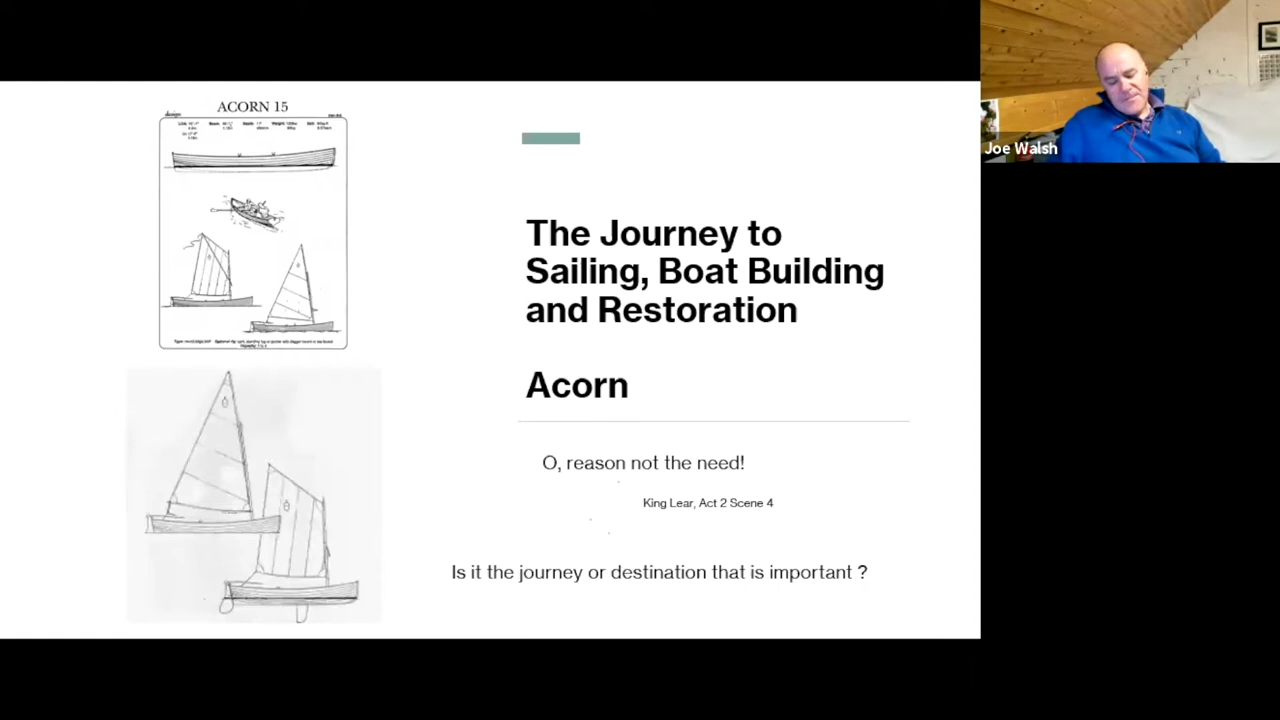 ACORN 15
design
The Journey to
Sailing, Boat Building
and Restoration
Acorn
O, reason not the need!
King Lear, Act 2 Scene 4
Is it the journey or destination that is important ?
Joe Walsh